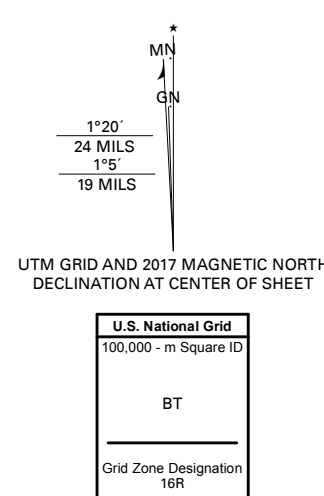 MN
GN
1°20´
24 MILS
1°5´
19 MILS
UTM GRID AND 2017 MAGNETIC NORTH
DECLINATION AT CENTER OF SHEET
U.S. National Grid
100,000 - m Square ID
BT
Grid Zone Designation
16R